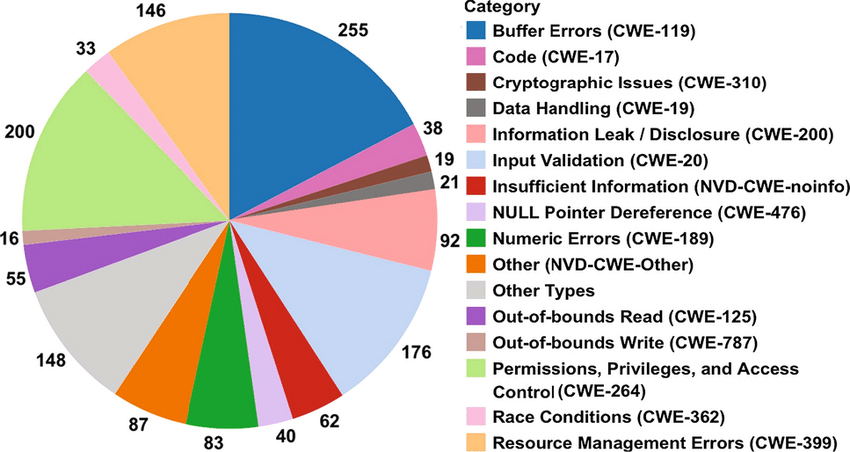 Category
Buffer Errors (CWE-119)
Code (CWE-17)
Cryptographic Issues (CWE-310)
Data Handling (CWE-19)
Information Leak / Disclosure (CWE-200)
Input Validation (CWE-20)
Insufficient Information (NVD-CWE-noinfo)
NULL Pointer Dereference (CWE-476)
Numeric Errors (CWE-189)
Other (NVD-CWE-Other)
Other Types
Out-of-bounds Read (CWE-125)
Out-of-bounds Write (CWE-787)
Permissions, Privileges, and Access
Control (CWE-264)
Race Conditions (CWE-362)
Resource Management Errors (CWE-399)
255
38
19
21
92
176
62
40
83
87
148
55
16
200
33
146